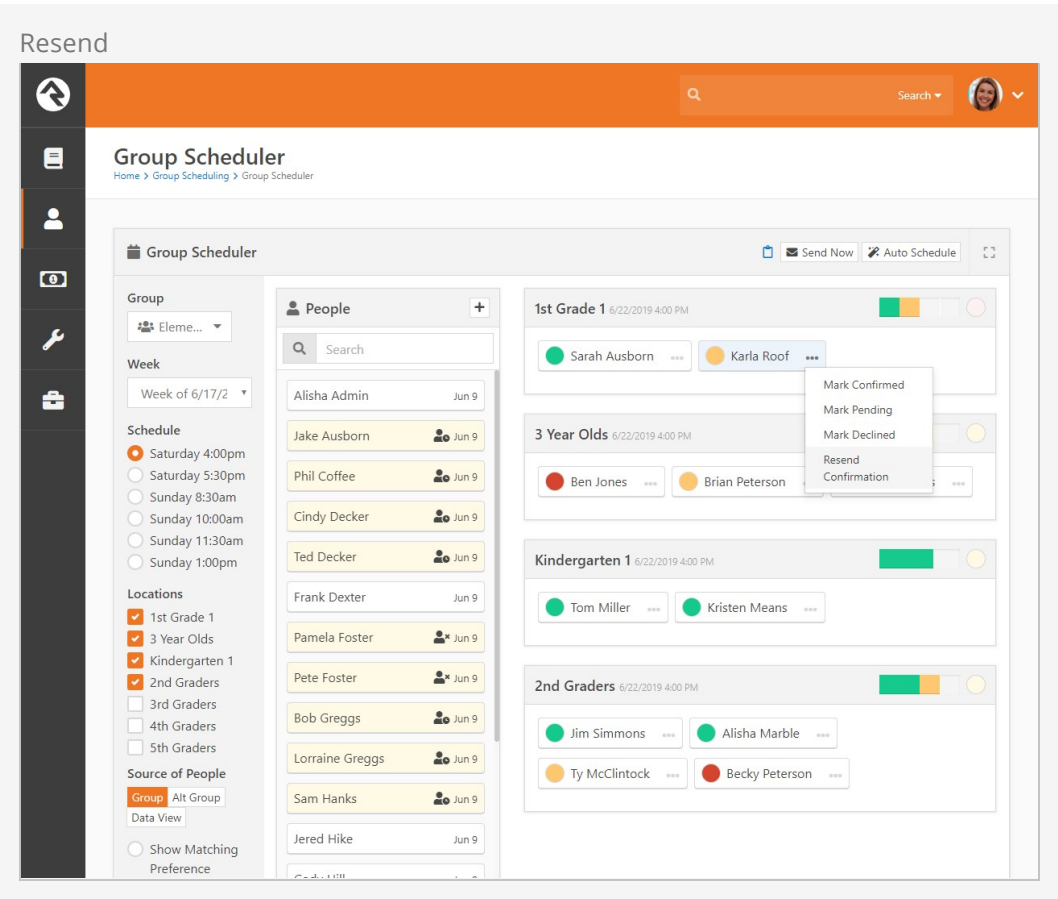 Resend
Search
Group Scheduler
Home > Group Scheduling > Group Scheduler
Group Scheduler
Send Now
Auto Schedule
Group
Eleme...
Week
Week of 6/17/2
Schedule
Saturday 4:00pm
Saturday 5:30pm
Sunday 8:30am
Sunday 10:00am
Sunday 11:30am
Sunday 1:00pm
Locations
1st Grade 1
3 Year Olds
Kindergarten 1
2nd Graders
3rd Graders
4th Graders
5th Graders
Source of People
Group Alt Group
Data View
Show Matching
Preference
People
+
Search
Alisha Admin Jun 9
Jake Ausborn Jun 9
Phil Coffee Jun 9
Cindy Decker Jun 9
Ted Decker Jun 9
Frank Dexter Jun 9
Pamela Foster Jun 9
Pete Foster Jun 9
Bob Greggs Jun 9
Lorraine Greggs Jun 9
Sam Hanks Jun 9
Jered Hike Jun 9
1st Grade 1 6/22/2019 4:00 PM
Sarah Ausborn
Karla Roof
Mark Confirmed
Mark Pending
Mark Declined
Resend
Confirmation
3 Year Olds 6/22/2019 4:00 PM
Ben Jones
Brian Peterson
Kindergarten 1 6/22/2019 4:00 PM
Tom Miller
Kristen Means
2nd Graders 6/22/2019 4:00 PM
Jim Simmons
Alisha Marble
Ty McClintock
Becky Peterson